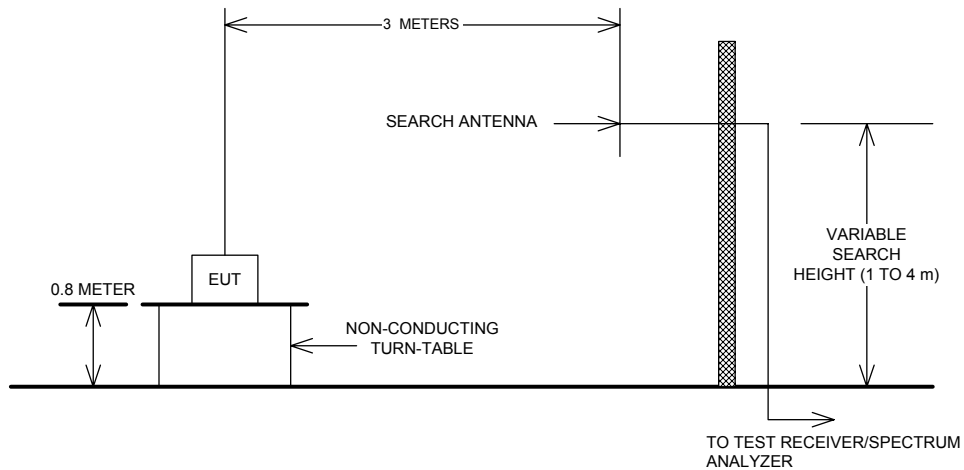 3 METERS
SEARCH ANTENNA
VARIABLE
SEARCH
HEIGHT (1 TO 4 m)
EUT
0.8 METER
NON-CONDUCTING
TURN-TABLE
TO TEST RECEIVER/SPECTRUM
ANALYZER